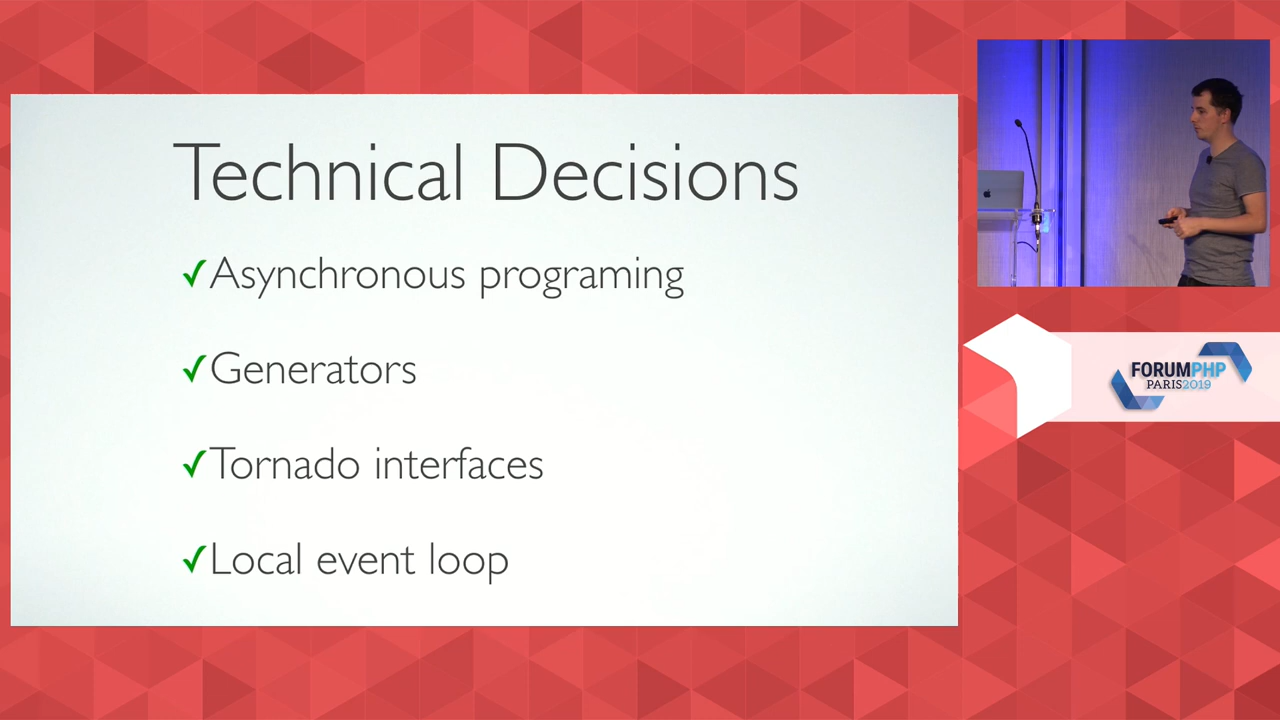 Technical Decisions
✓Asynchronous programing
✓Generators
✓Tornado interfaces
✓Local event loop
FORUMPHP
PARIS2019